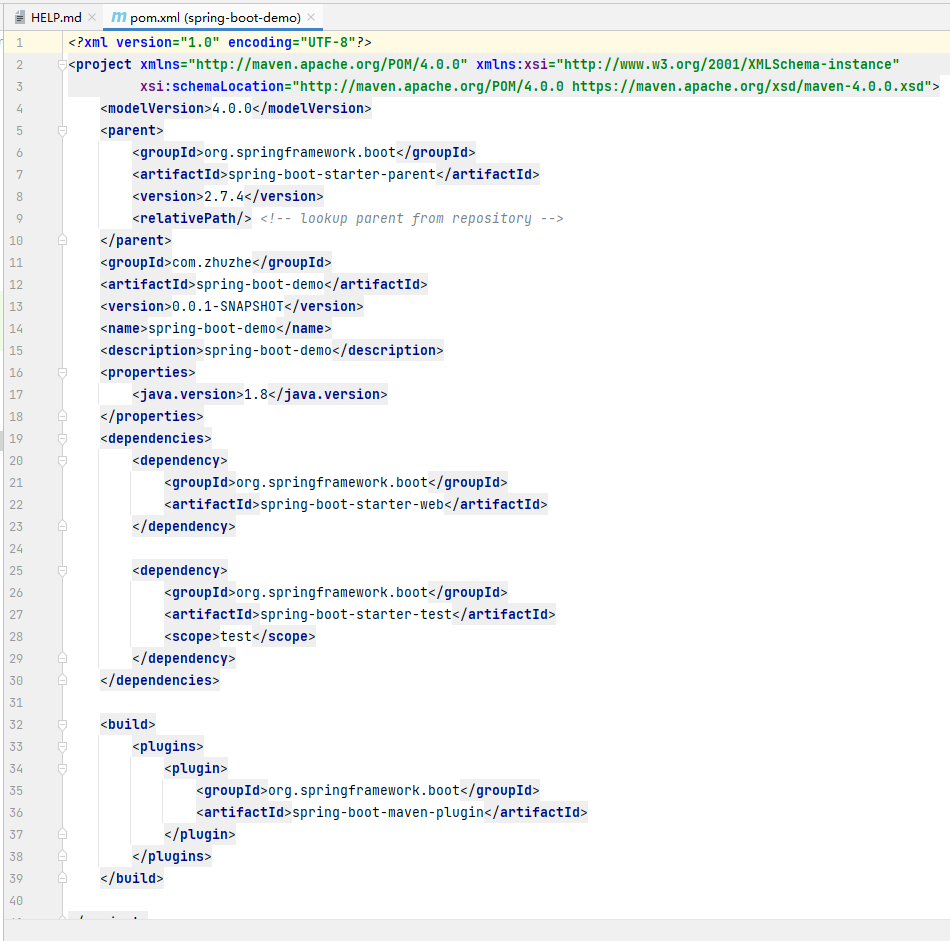 HELP.md
pom.xml (spring-boot-demo)
1 <?xml version="1.0" encoding="UTF-8"?>
2 <project xmlns="http://maven.apache.org/POM/4.0.0" xmlns:xsi="http://www.w3.org/2001/XMLSchema-instance"
3 xsi:schemaLocation="http://maven.apache.org/POM/4.0.0 https://maven.apache.org/xsd/maven-4.0.0.xsd">
4 <modelVersion>4.0.0</modelVersion>
5 <parent>
6 <groupId>org.springframework.boot</groupId>
7 <artifactId>spring-boot-starter-parent</artifactId>
8 <version>2.7.4</version>
9 <relativePath/> <!-- lookup parent from repository -->
10 </parent>
11 <groupId>com.zhuzhe</groupId>
12 <artifactId>spring-boot-demo</artifactId>
13 <version>0.0.1-SNAPSHOT</version>
14 <name>spring-boot-demo</name>
15 <description>spring-boot-demo</description>
16 <properties>
17 <java.version>1.8</java.version>
18 </properties>
19 <dependencies>
20 <dependency>
21 <groupId>org.springframework.boot</groupId>
22 <artifactId>spring-boot-starter-web</artifactId>
23 </dependency>
24
25 <dependency>
26 <groupId>org.springframework.boot</groupId>
27 <artifactId>spring-boot-starter-test</artifactId>
28 <scope>test</scope>
29 </dependency>
30 </dependencies>
31
32 <build>
33 <plugins>
34 <plugin>
35 <groupId>org.springframework.boot</groupId>
36 <artifactId>spring-boot-maven-plugin</artifactId>
37 </plugin>
38 </plugins>
39 </build>
40